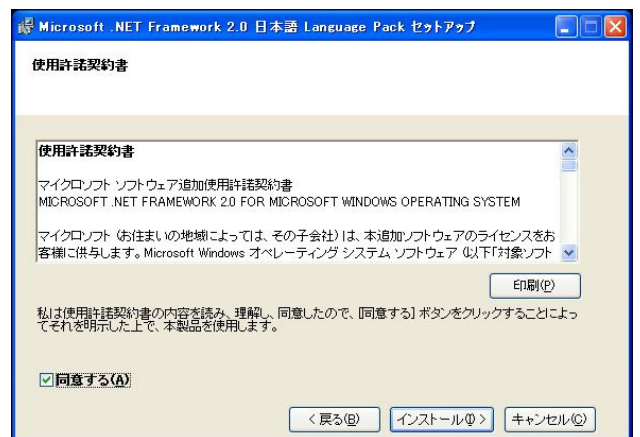 Microsoft .NET Framework 2.0 日本語 Language Pack セットアップ
使用許諾契約書
使用許諾契約書
マイクロソフト ソフトウェア追加使用許諾契約書
MICROSOFT .NET FRAMEWORK 2.0 FOR MICROSOFT WINDOWS OPERATING SYSTEM
マイクロソフト (お住まいの地域によっては、その子会社) は、本追加ソフトウェアのライセンスをお
客様に供与します。Microsoft Windows オペレーティング システム ソフトウェア (以下「対象ソフト
印刷(P)
私は使用許諾契約書の内容を読み、理解し、同意したので、[同意する] ボタンをクリックすることによっ
てそれを明示した上で、本製品を使用します。
同意する(A)
< 戻る(B) インストール(I) > キャンセル(C)